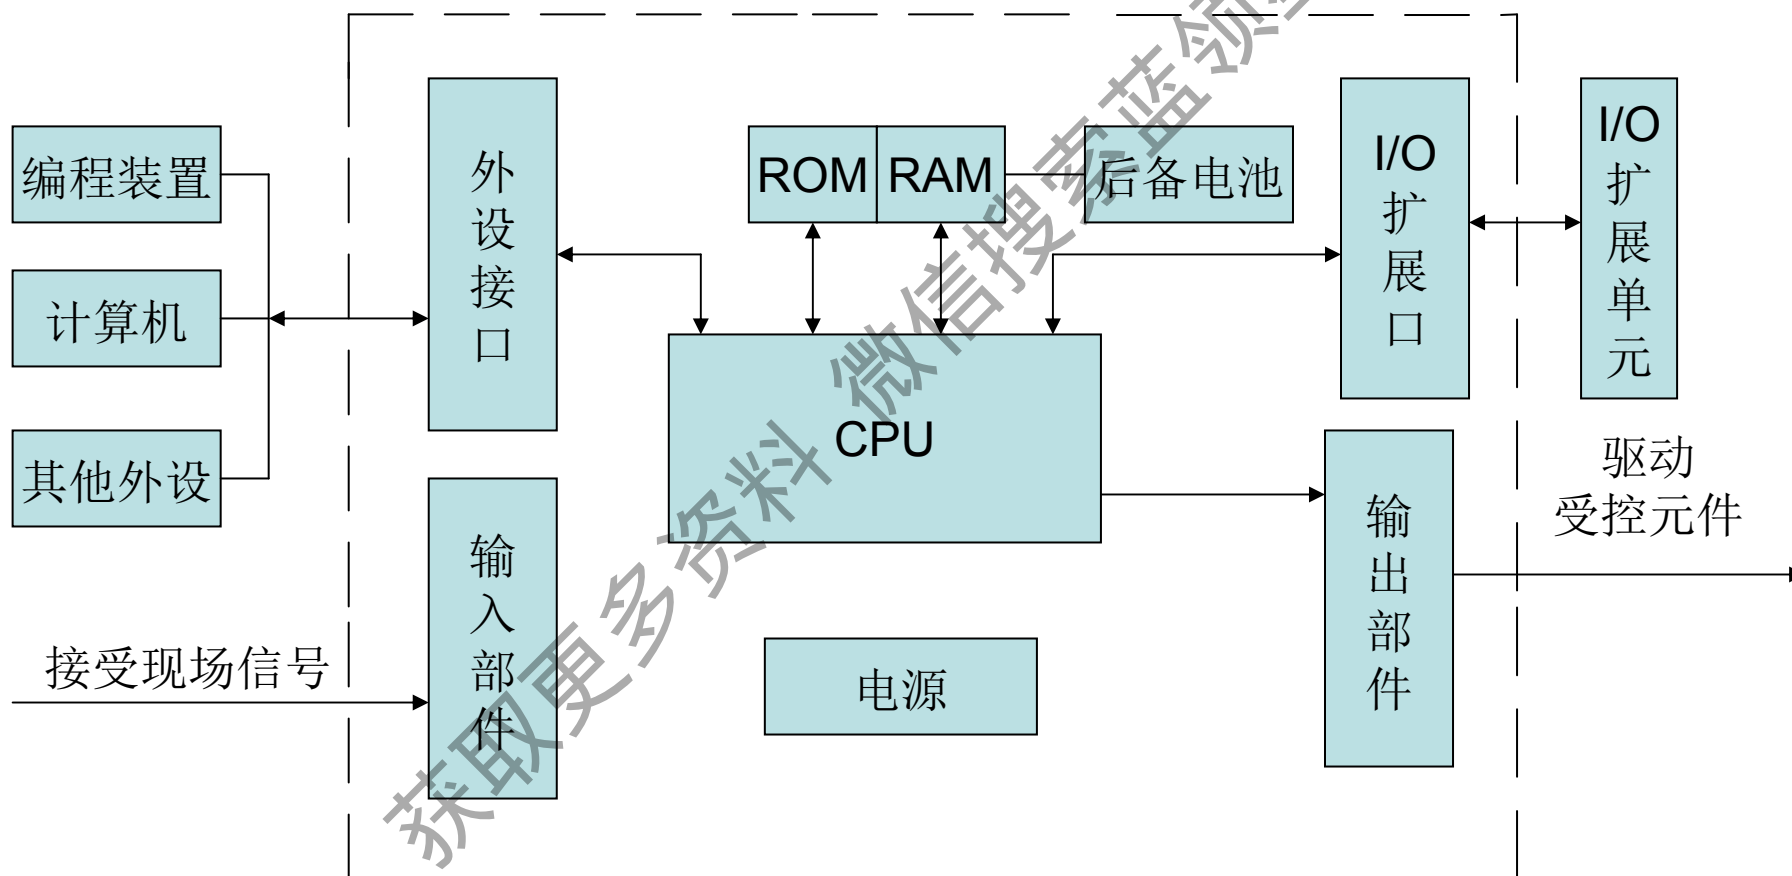 编程装置
计算机
其他外设
接受现场信号
外设接口
输入部件
ROM
RAM
后备电池
CPU
电源
I/O
扩展口
输出部件
I/O
扩展单元
驱动
受控元件
获取更多资料 微信搜索蓝领